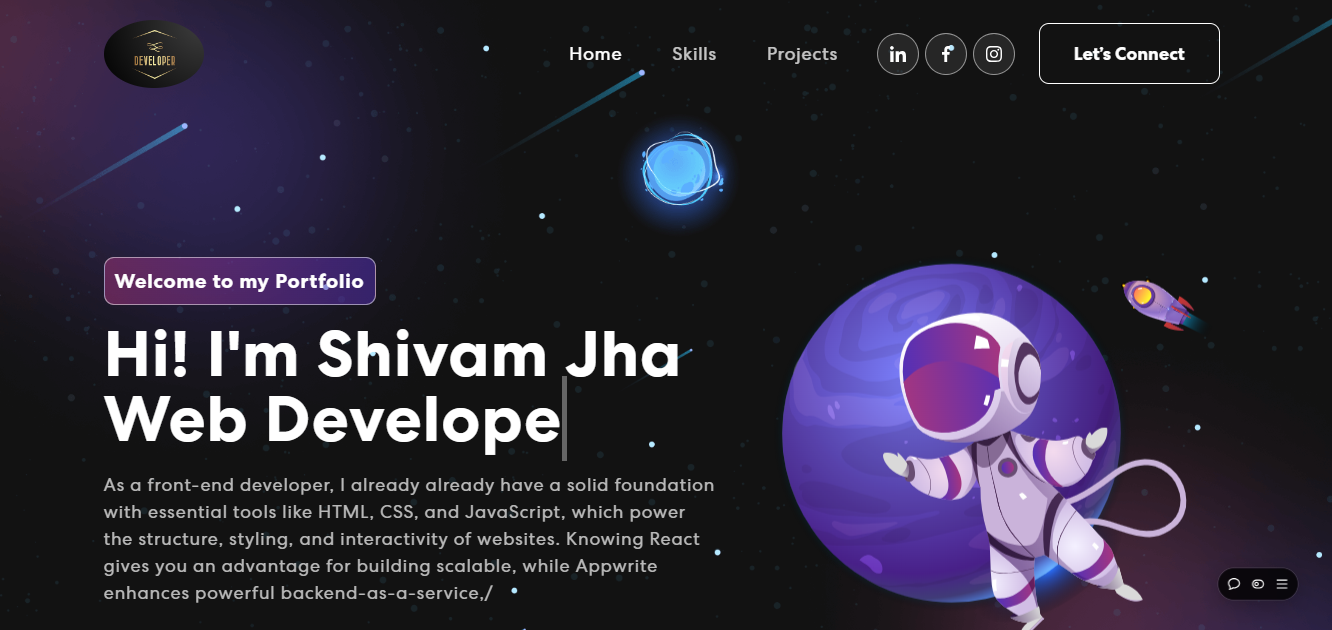 DEVELOPER
Home Skills Projects in f Let's Connect
Welcome to my Portfolio
Hi! I'm Shivam Jha
Web Develope
As a front-end developer, I already already have a solid foundation
with essential tools like HTML, CSS, and JavaScript, which power
the structure, styling, and interactivity of websites. Knowing React
gives you an advantage for building scalable, while Appwrite
enhances powerful backend-as-a-service,/